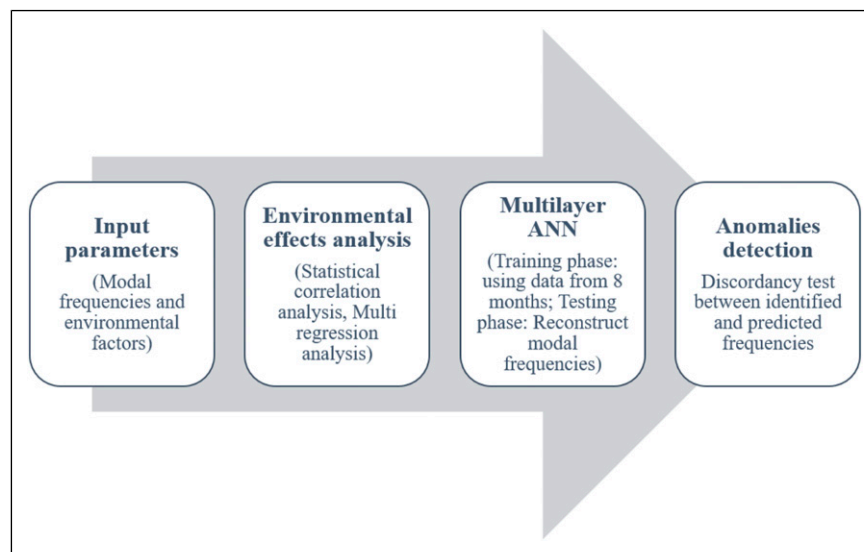 Input
parameters
(Modal
frequencies and
environmental
factors)
Environmental
effects analysis
(Statistical
correlation
analysis, Multi
regression
analysis)
Multilayer
ANN
(Training phase:
using data from 8
months; Testing
phase: Reconstruct
modal
frequencies)
Anomalies
detection
Discordancy test
between identified
and predicted
frequencies